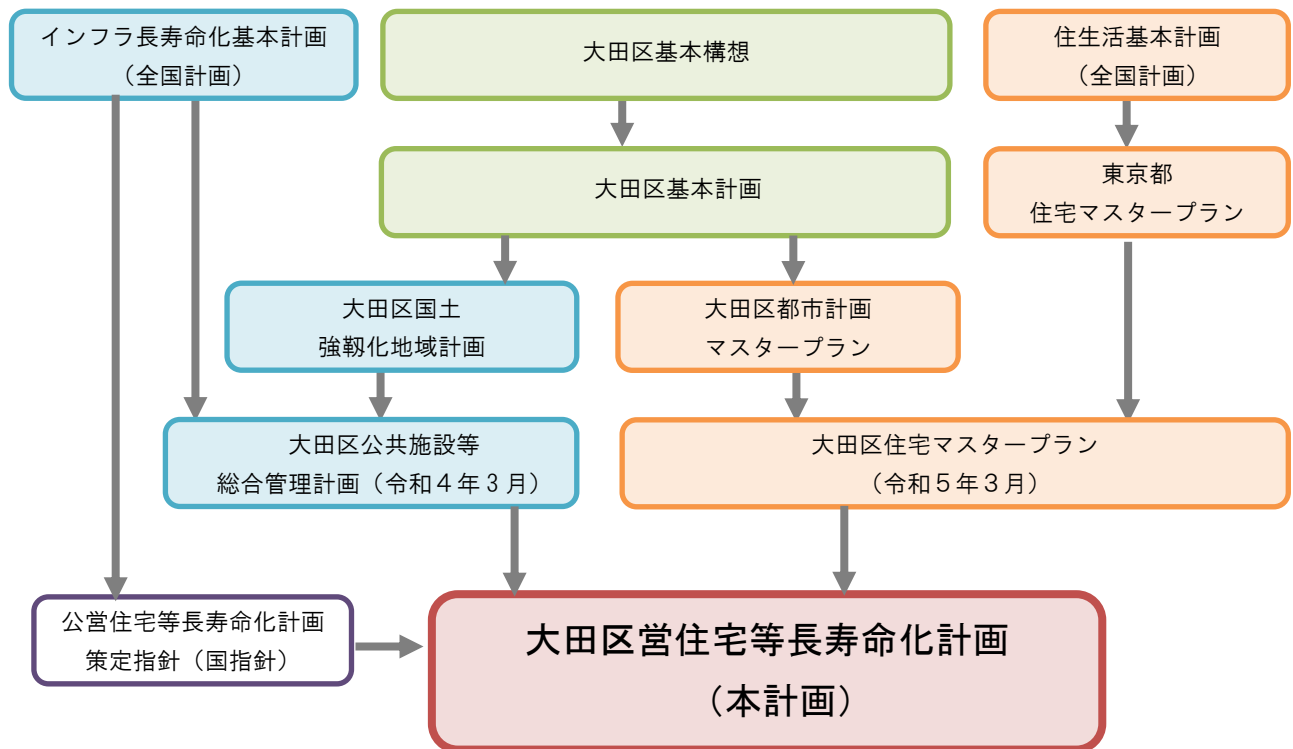 インフラ長寿命化基本計画
（全国計画）
大田区基本構想
住生活基本計画
（全国計画）
大田区基本計画
東京都
住宅マスタープラン
大田区国土
強靱化地域計画
大田区都市計画
マスタープラン
大田区公共施設等
総合管理計画（令和４年３月）
大田区住宅マスタープラン
（令和５年３月）
公営住宅等長寿命化計画
策定指針（国指針）
大田区営住宅等長寿命化計画
（本計画）